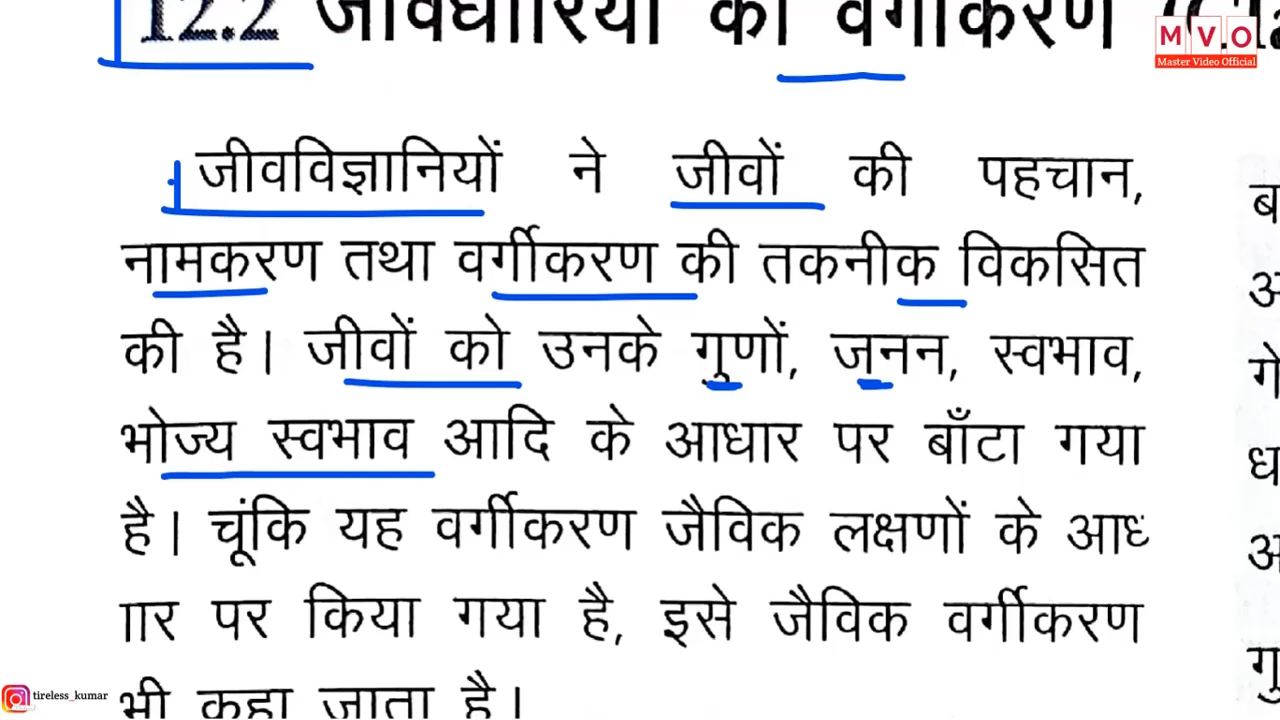 12.2 जीवधारियों का वर्गीकरण (Cla
M V O
Master Video Official
जीवविज्ञानियों ने जीवों की पहचान,
नामकरण तथा वर्गीकरण की तकनीक विकसित
की है। जीवों को उनके गुणों, जनन, स्वभाव,
भोज्य स्वभाव आदि के आधार पर बाँटा गया
है। चूंकि यह वर्गीकरण जैविक लक्षणों के आध
ार पर किया गया है, इसे जैविक वर्गीकरण
भी कहा जाता है।
tireless_kumar